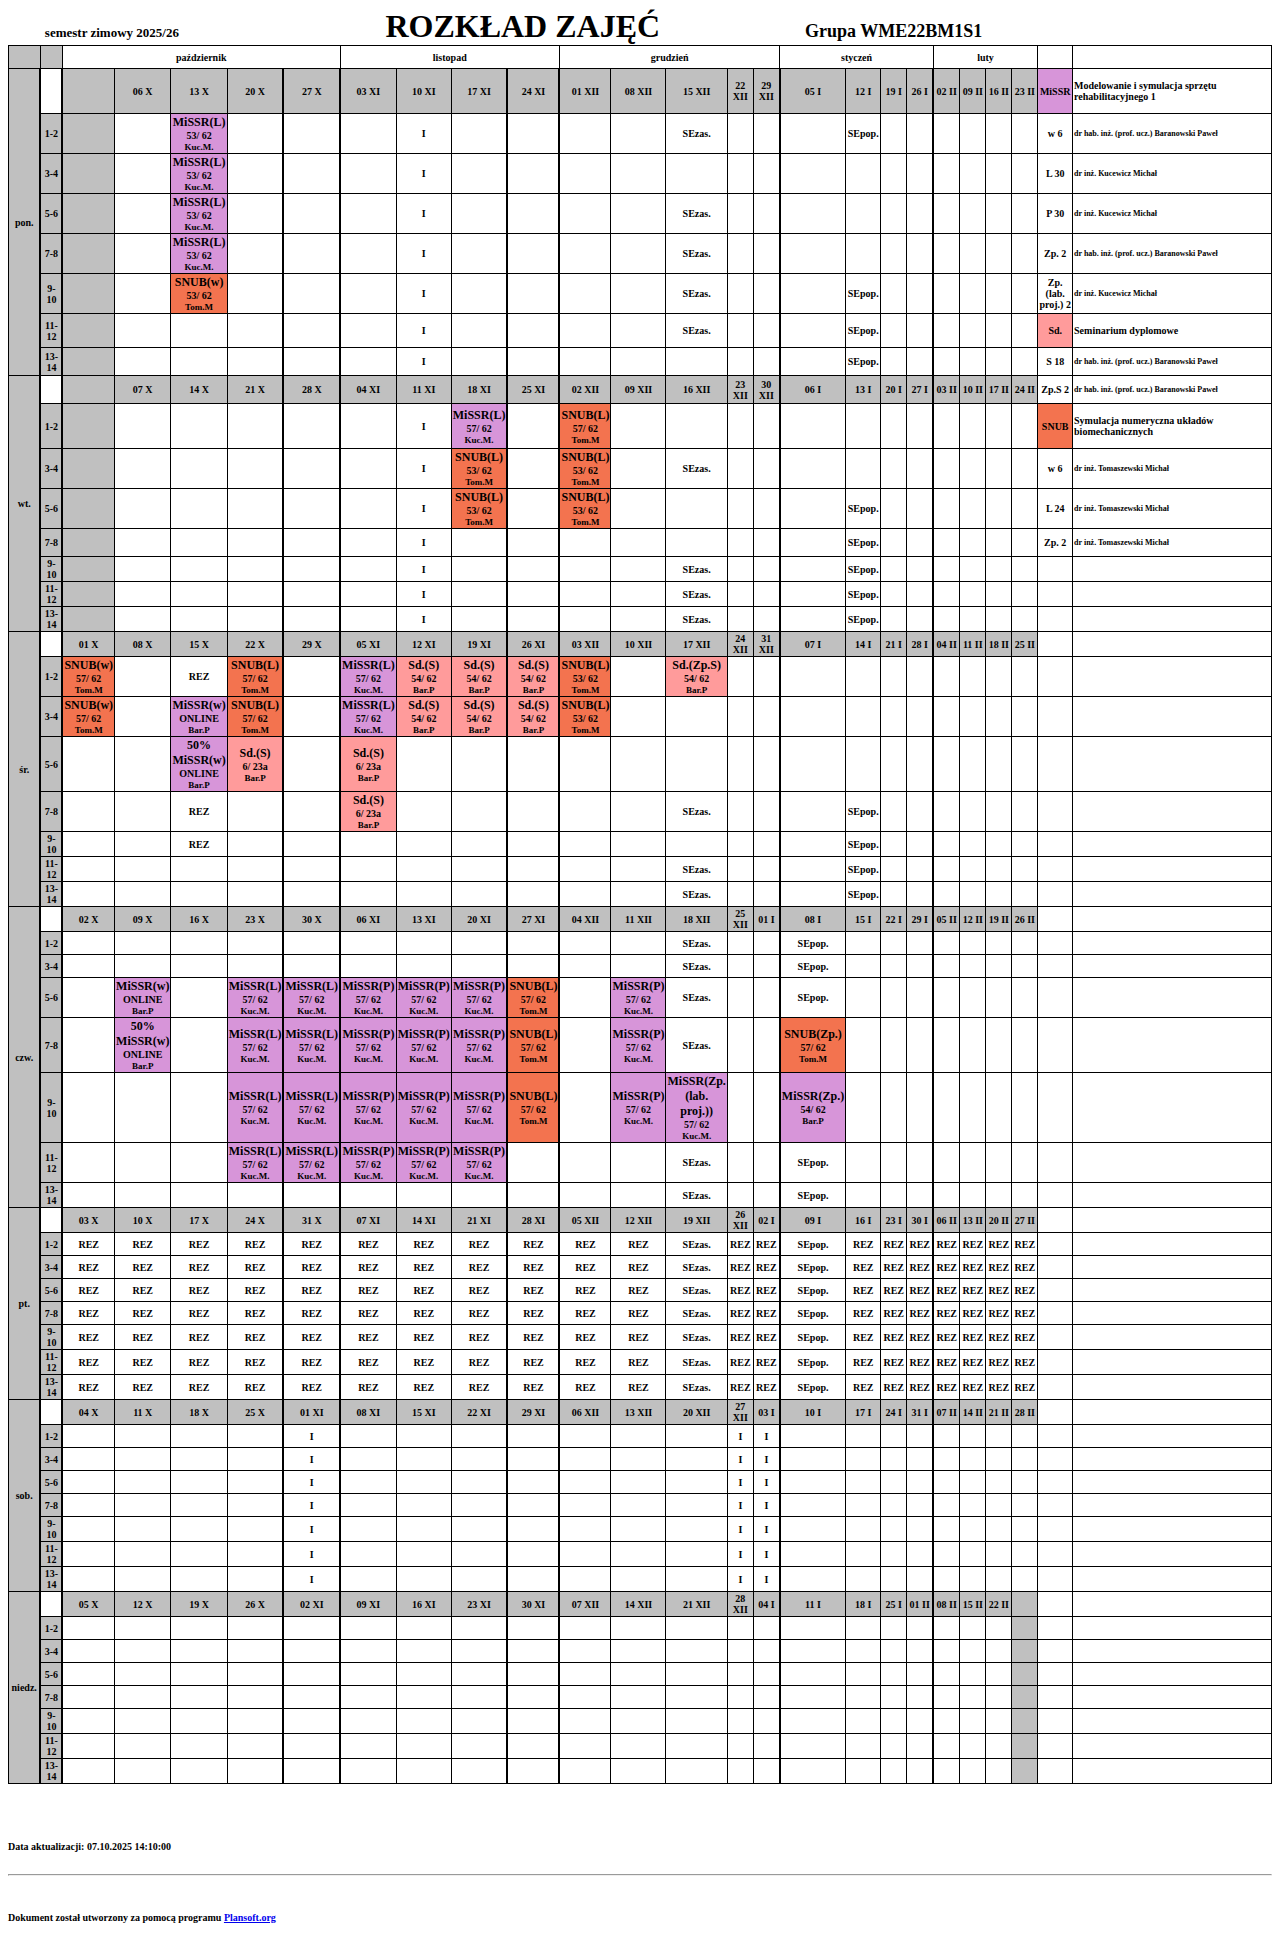 semestr zimowy 2025/26 ROZKŁAD ZAJĘĆ Grupa WME22BM1S1
październik listopad grudzień styczeń luty
pon. 06 X 13 X 20 X 27 X 03 XI 10 XI 17 XI 24 XI 01 XII 08 XII 15 XII 22 XII 29 XII 05 I 12 I 19 I 26 I 02 II 09 II 16 II 23 II MiSSR Modelowanie i symulacja sprzętu rehabilitacyjnego 1
1-2 MiSSR(L) 53/ 62 Kuc.M. I SEzas. SEpop. w 6 dr hab. inż. (prof. ucz.) Baranowski Paweł
3-4 MiSSR(L) 53/ 62 Kuc.M. I L 30 dr inż. Kucewicz Michał
5-6 MiSSR(L) 53/ 62 Kuc.M. I SEzas. P 30 dr inż. Kucewicz Michał
7-8 MiSSR(L) 53/ 62 Kuc.M. I SEzas. Zp. 2 dr hab. inż. (prof. ucz.) Baranowski Paweł
9-10 SNUB(w) 53/ 62 Tom.M I SEzas. SEpop. Zp. (lab. proj.) 2 dr inż. Kucewicz Michał
11-12 I SEzas. SEpop. Sd. Seminarium dyplomowe
13-14 I SEpop. S 18 dr hab. inż. (prof. ucz.) Baranowski Paweł
wt. 07 X 14 X 21 X 28 X 04 XI 11 XI 18 XI 25 XI 02 XII 09 XII 16 XII 23 XII 30 XII 06 I 13 I 20 I 27 I 03 II 10 II 17 II 24 II Zp.S 2 dr hab. inż. (prof. ucz.) Baranowski Paweł
1-2 I MiSSR(L) 57/ 62 Kuc.M. SNUB(L) 57/ 62 Tom.M SNUB Symulacja numeryczna układów biomechanicznych
3-4 I SNUB(L) 53/ 62 Tom.M SNUB(L) 53/ 62 Tom.M SEzas. w 6 dr inż. Tomaszewski Michał
5-6 I SNUB(L) 53/ 62 Tom.M SNUB(L) 53/ 62 Tom.M SEpop. L 24 dr inż. Tomaszewski Michał
7-8 I SEpop. Zp. 2 dr inż. Tomaszewski Michał
9-10 I SEzas. SEpop.
11-12 I SEzas. SEpop.
13-14 I SEzas. SEpop.
śr. 01 X 08 X 15 X 22 X 29 X 05 XI 12 XI 19 XI 26 XI 03 XII 10 XII 17 XII 24 XII 31 XII 07 I 14 I 21 I 28 I 04 II 11 II 18 II 25 II
1-2 SNUB(w) 57/ 62 Tom.M REZ SNUB(L) 57/ 62 Tom.M MiSSR(L) 57/ 62 Kuc.M. Sd.(S) 54/ 62 Bar.P Sd.(S) 54/ 62 Bar.P Sd.(S) 54/ 62 Bar.P SNUB(L) 53/ 62 Tom.M Sd.(Zp.S) 54/ 62 Bar.P
3-4 SNUB(w) 57/ 62 Tom.M MiSSR(w) ONLINE Bar.P SNUB(L) 57/ 62 Tom.M MiSSR(L) 57/ 62 Kuc.M. Sd.(S) 54/ 62 Bar.P Sd.(S) 54/ 62 Bar.P Sd.(S) 54/ 62 Bar.P SNUB(L) 53/ 62 Tom.M
5-6 50% MiSSR(w) ONLINE Bar.P Sd.(S) 6/ 23a Bar.P Sd.(S) 6/ 23a Bar.P
7-8 REZ Sd.(S) 6/ 23a Bar.P SEzas. SEpop.
9-10 REZ SEpop.
11-12 SEzas. SEpop.
13-14 SEzas. SEpop.
czw. 02 X 09 X 16 X 23 X 30 X 06 XI 13 XI 20 XI 27 XI 04 XII 11 XII 18 XII 25 XII 01 I 08 I 15 I 22 I 29 I 05 II 12 II 19 II 26 II
1-2 SEzas. SEpop.
3-4 SEzas. SEpop.
5-6 MiSSR(w) ONLINE Bar.P MiSSR(L) 57/ 62 Kuc.M. MiSSR(L) 57/ 62 Kuc.M. MiSSR(P) 57/ 62 Kuc.M. MiSSR(P) 57/ 62 Kuc.M. MiSSR(P) 57/ 62 Kuc.M. SNUB(L) 57/ 62 Tom.M MiSSR(P) 57/ 62 Kuc.M. SEzas. SEpop.
7-8 50% MiSSR(w) ONLINE Bar.P MiSSR(L) 57/ 62 Kuc.M. MiSSR(L) 57/ 62 Kuc.M. MiSSR(P) 57/ 62 Kuc.M. MiSSR(P) 57/ 62 Kuc.M. MiSSR(P) 57/ 62 Kuc.M. SNUB(L) 57/ 62 Tom.M MiSSR(P) 57/ 62 Kuc.M. SEzas. SNUB(Zp.) 57/ 62 Tom.M
9-10 MiSSR(L) 57/ 62 Kuc.M. MiSSR(L) 57/ 62 Kuc.M. MiSSR(P) 57/ 62 Kuc.M. MiSSR(P) 57/ 62 Kuc.M. MiSSR(P) 57/ 62 Kuc.M. SNUB(L) 57/ 62 Tom.M MiSSR(P) 57/ 62 Kuc.M. MiSSR(Zp. (lab. proj.)) 57/ 62 Kuc.M. MiSSR(Zp.) 54/ 62 Bar.P
11-12 MiSSR(L) 57/ 62 Kuc.M. MiSSR(L) 57/ 62 Kuc.M. MiSSR(P) 57/ 62 Kuc.M. MiSSR(P) 57/ 62 Kuc.M. MiSSR(P) 57/ 62 Kuc.M. SEzas. SEpop.
13-14 SEzas. SEpop.
pt. 03 X 10 X 17 X 24 X 31 X 07 XI 14 XI 21 XI 28 XI 05 XII 12 XII 19 XII 26 XII 02 I 09 I 16 I 23 I 30 I 06 II 13 II 20 II 27 II
1-2 REZ REZ REZ REZ REZ REZ REZ REZ REZ REZ REZ SEzas. REZ REZ SEpop. REZ REZ REZ REZ REZ REZ REZ
3-4 REZ REZ REZ REZ REZ REZ REZ REZ REZ REZ REZ SEzas. REZ REZ SEpop. REZ REZ REZ REZ REZ REZ REZ
5-6 REZ REZ REZ REZ REZ REZ REZ REZ REZ REZ REZ SEzas. REZ REZ SEpop. REZ REZ REZ REZ REZ REZ REZ
7-8 REZ REZ REZ REZ REZ REZ REZ REZ REZ REZ REZ SEzas. REZ REZ SEpop. REZ REZ REZ REZ REZ REZ REZ
9-10 REZ REZ REZ REZ REZ REZ REZ REZ REZ REZ REZ SEzas. REZ REZ SEpop. REZ REZ REZ REZ REZ REZ REZ
11-12 REZ REZ REZ REZ REZ REZ REZ REZ REZ REZ REZ SEzas. REZ REZ SEpop. REZ REZ REZ REZ REZ REZ REZ
13-14 REZ REZ REZ REZ REZ REZ REZ REZ REZ REZ REZ SEzas. REZ REZ SEpop. REZ REZ REZ REZ REZ REZ REZ
sob. 04 X 11 X 18 X 25 X 01 XI 08 XI 15 XI 22 XI 29 XI 06 XII 13 XII 20 XII 27 XII 03 I 10 I 17 I 24 I 31 I 07 II 14 II 21 II 28 II
1-2 I I I
3-4 I I I
5-6 I I I
7-8 I I I
9-10 I I I
11-12 I I I
13-14 I I I
niedz. 05 X 12 X 19 X 26 X 02 XI 09 XI 16 XI 23 XI 30 XI 07 XII 14 XII 21 XII 28 XII 04 I 11 I 18 I 25 I 01 II 08 II 15 II 22 II
1-2
3-4
5-6
7-8
9-10
11-12
13-14
Data aktualizacji: 07.10.2025 14:10:00
Dokument został utworzony za pomocą programu Plansoft.org